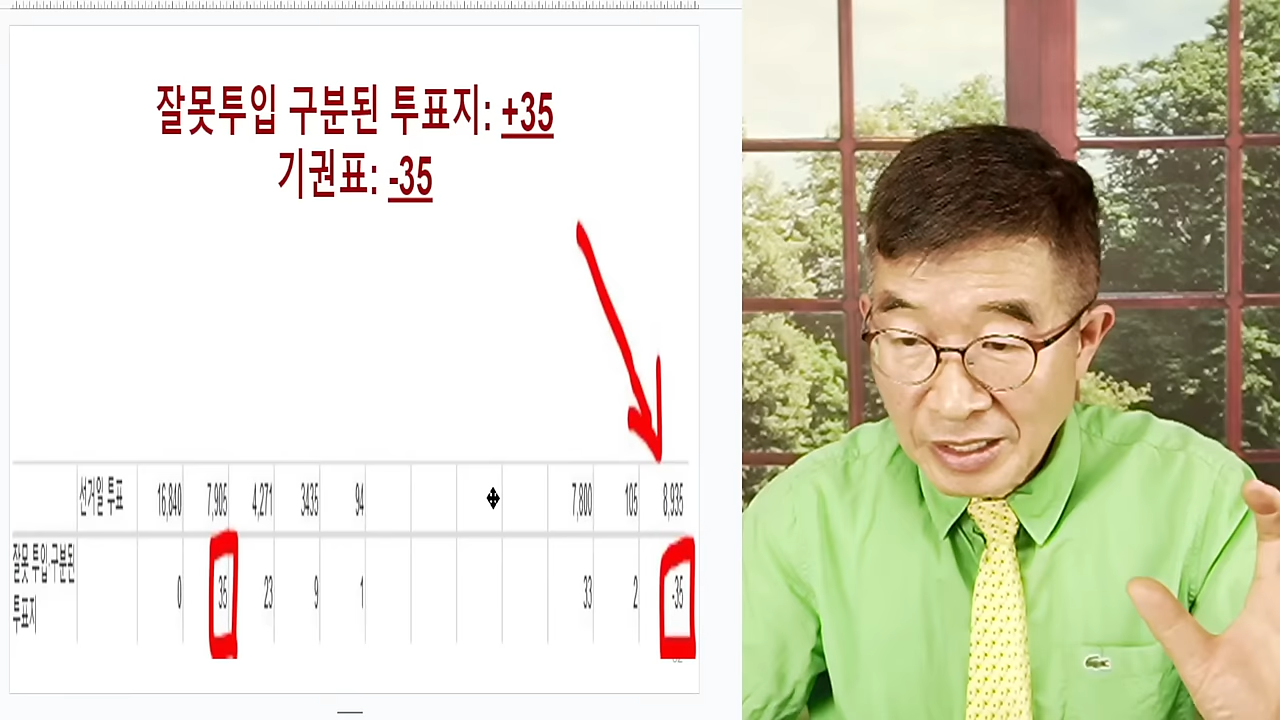 잘못투입 구분된 투표지: +35
기권표: -35
선거일 투표 16,840 7,905 4,271 3435 94 7,800 105 8,935
잘못 투입·구분된
투표지 0 35 23 9 1 33 2 -35